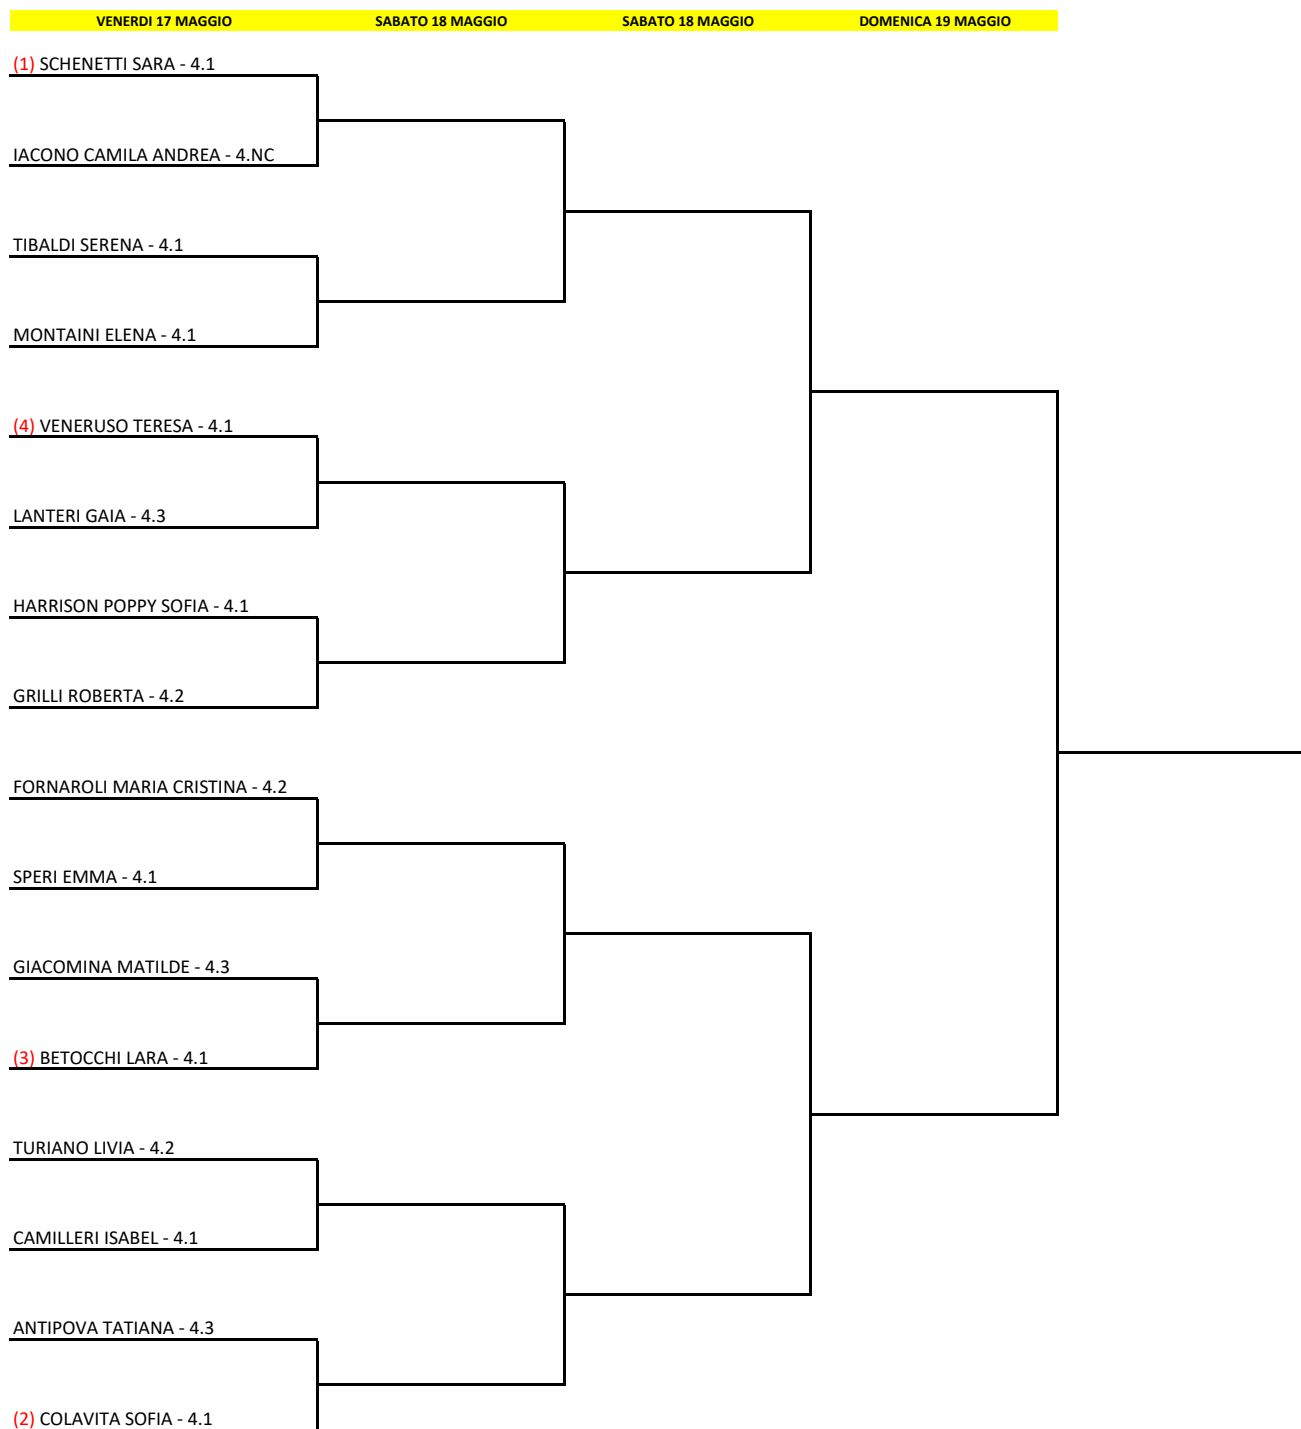 VENERDI 17 MAGGIO SABATO 18 MAGGIO SABATO 18 MAGGIO DOMENICA 19 MAGGIO
(1) SCHENETTI SARA - 4.1
IACONO CAMILA ANDREA - 4.NC
TIBALDI SERENA - 4.1
MONTAINI ELENA - 4.1
(4) VENERUSO TERESA - 4.1
LANTERI GAIA - 4.3
HARRISON POPPY SOFIA - 4.1
GRILLI ROBERTA - 4.2
FORNAROLI MARIA CRISTINA - 4.2
SPERI EMMA - 4.1
GIACOMINA MATILDE - 4.3
(3) BETOCCHI LARA - 4.1
TURIANO LIVIA - 4.2
CAMILLERI ISABEL - 4.1
ANTIPOVA TATIANA - 4.3
(2) COLAVITA SOFIA - 4.1